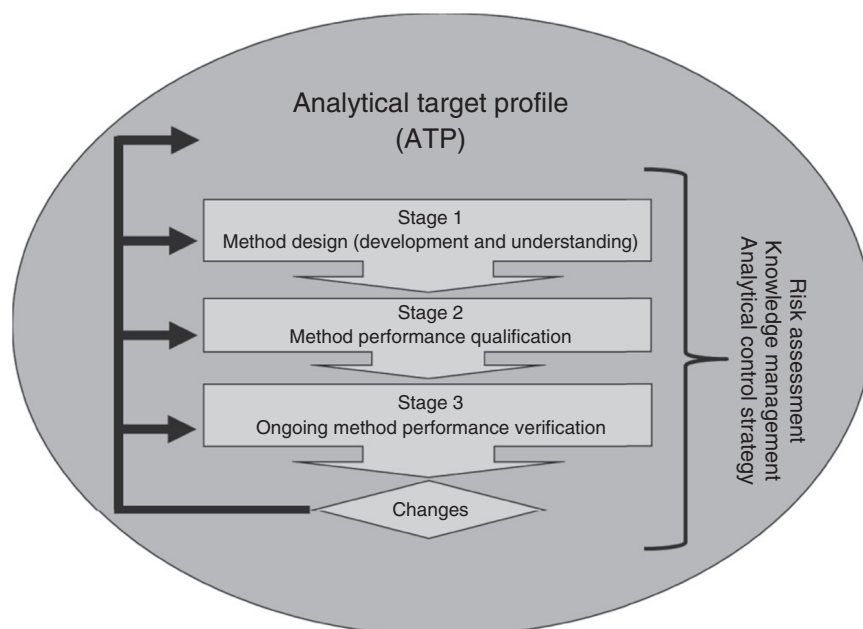 Analytical target profile
(ATP)
Stage 1
Method design (development and understanding)
Stage 2
Method performance qualification
Stage 3
Ongoing method performance verification
Changes
Risk assessment
Knowledge management
Analytical control strategy